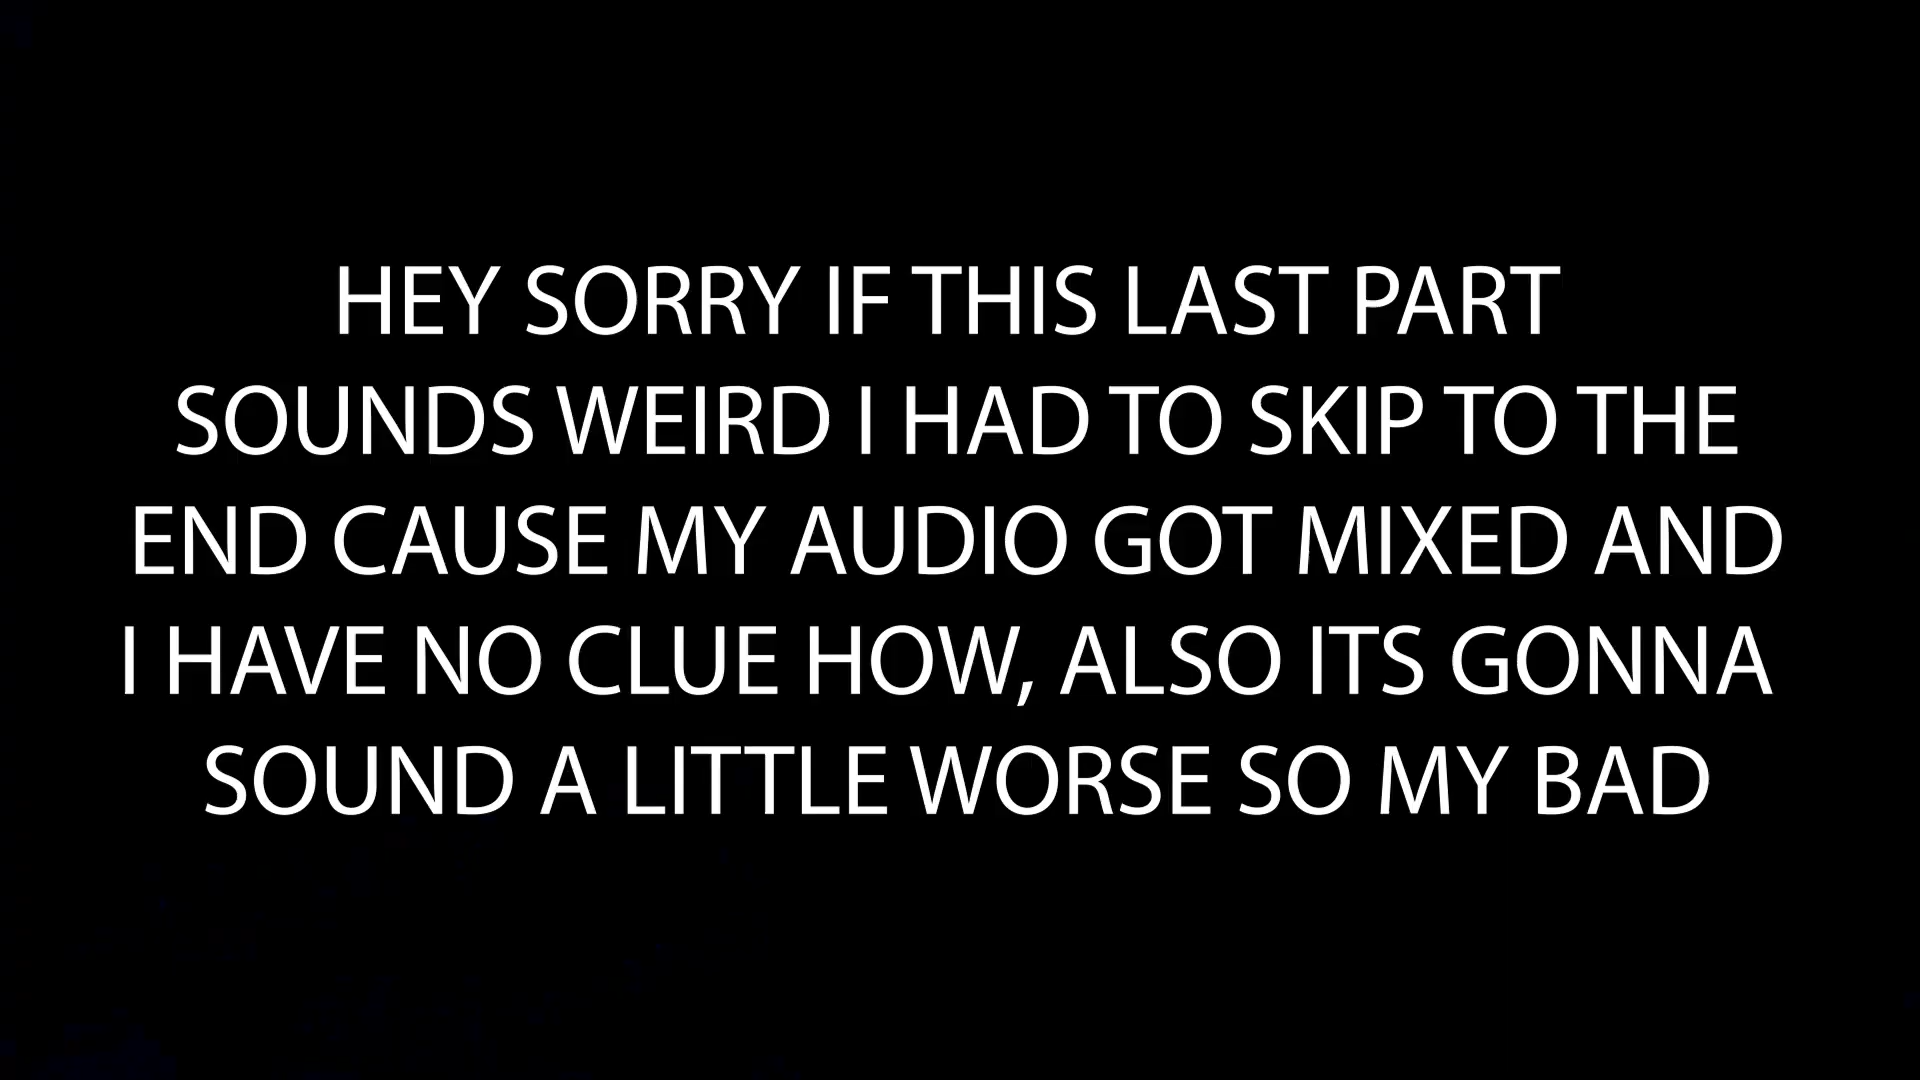 HEY SORRY IF THIS LAST PART
SOUNDS WEIRD I HAD TO SKIP TO THE
END CAUSE MY AUDIO GOT MIXED AND
I HAVE NO CLUE HOW, ALSO ITS GONNA
SOUND A LITTLE WORSE SO MY BAD